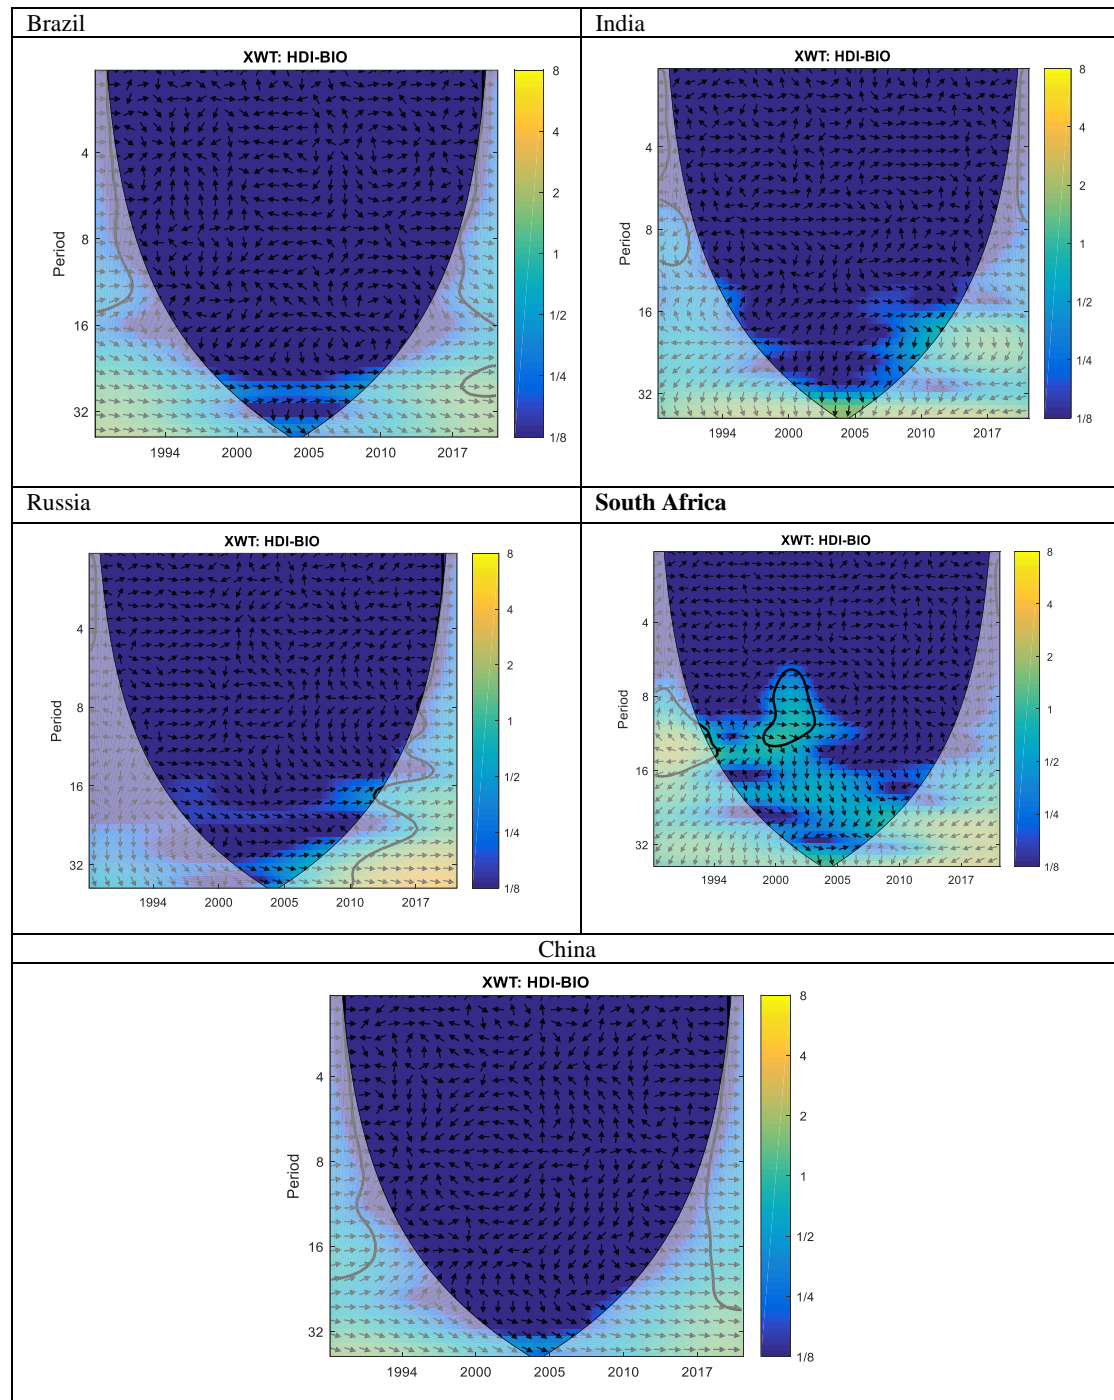 Brazil
XWT: HDI-BIO
Period
4
8
16
32
1994 2000 2005 2010 2017
8
4
2
1
1/2
1/4
1/8
India
XWT: HDI-BIO
Period
4
8
16
32
1994 2000 2005 2010 2017
8
4
2
1
1/2
1/4
1/8
Russia
XWT: HDI-BIO
Period
4
8
16
32
1994 2000 2005 2010 2017
8
4
2
1
1/2
1/4
1/8
South Africa
XWT: HDI-BIO
Period
4
8
16
32
1994 2000 2005 2010 2017
8
4
2
1
1/2
1/4
1/8
China
XWT: HDI-BIO
Period
4
8
16
32
1994 2000 2005 2010 2017
8
4
2
1
1/2
1/4
1/8